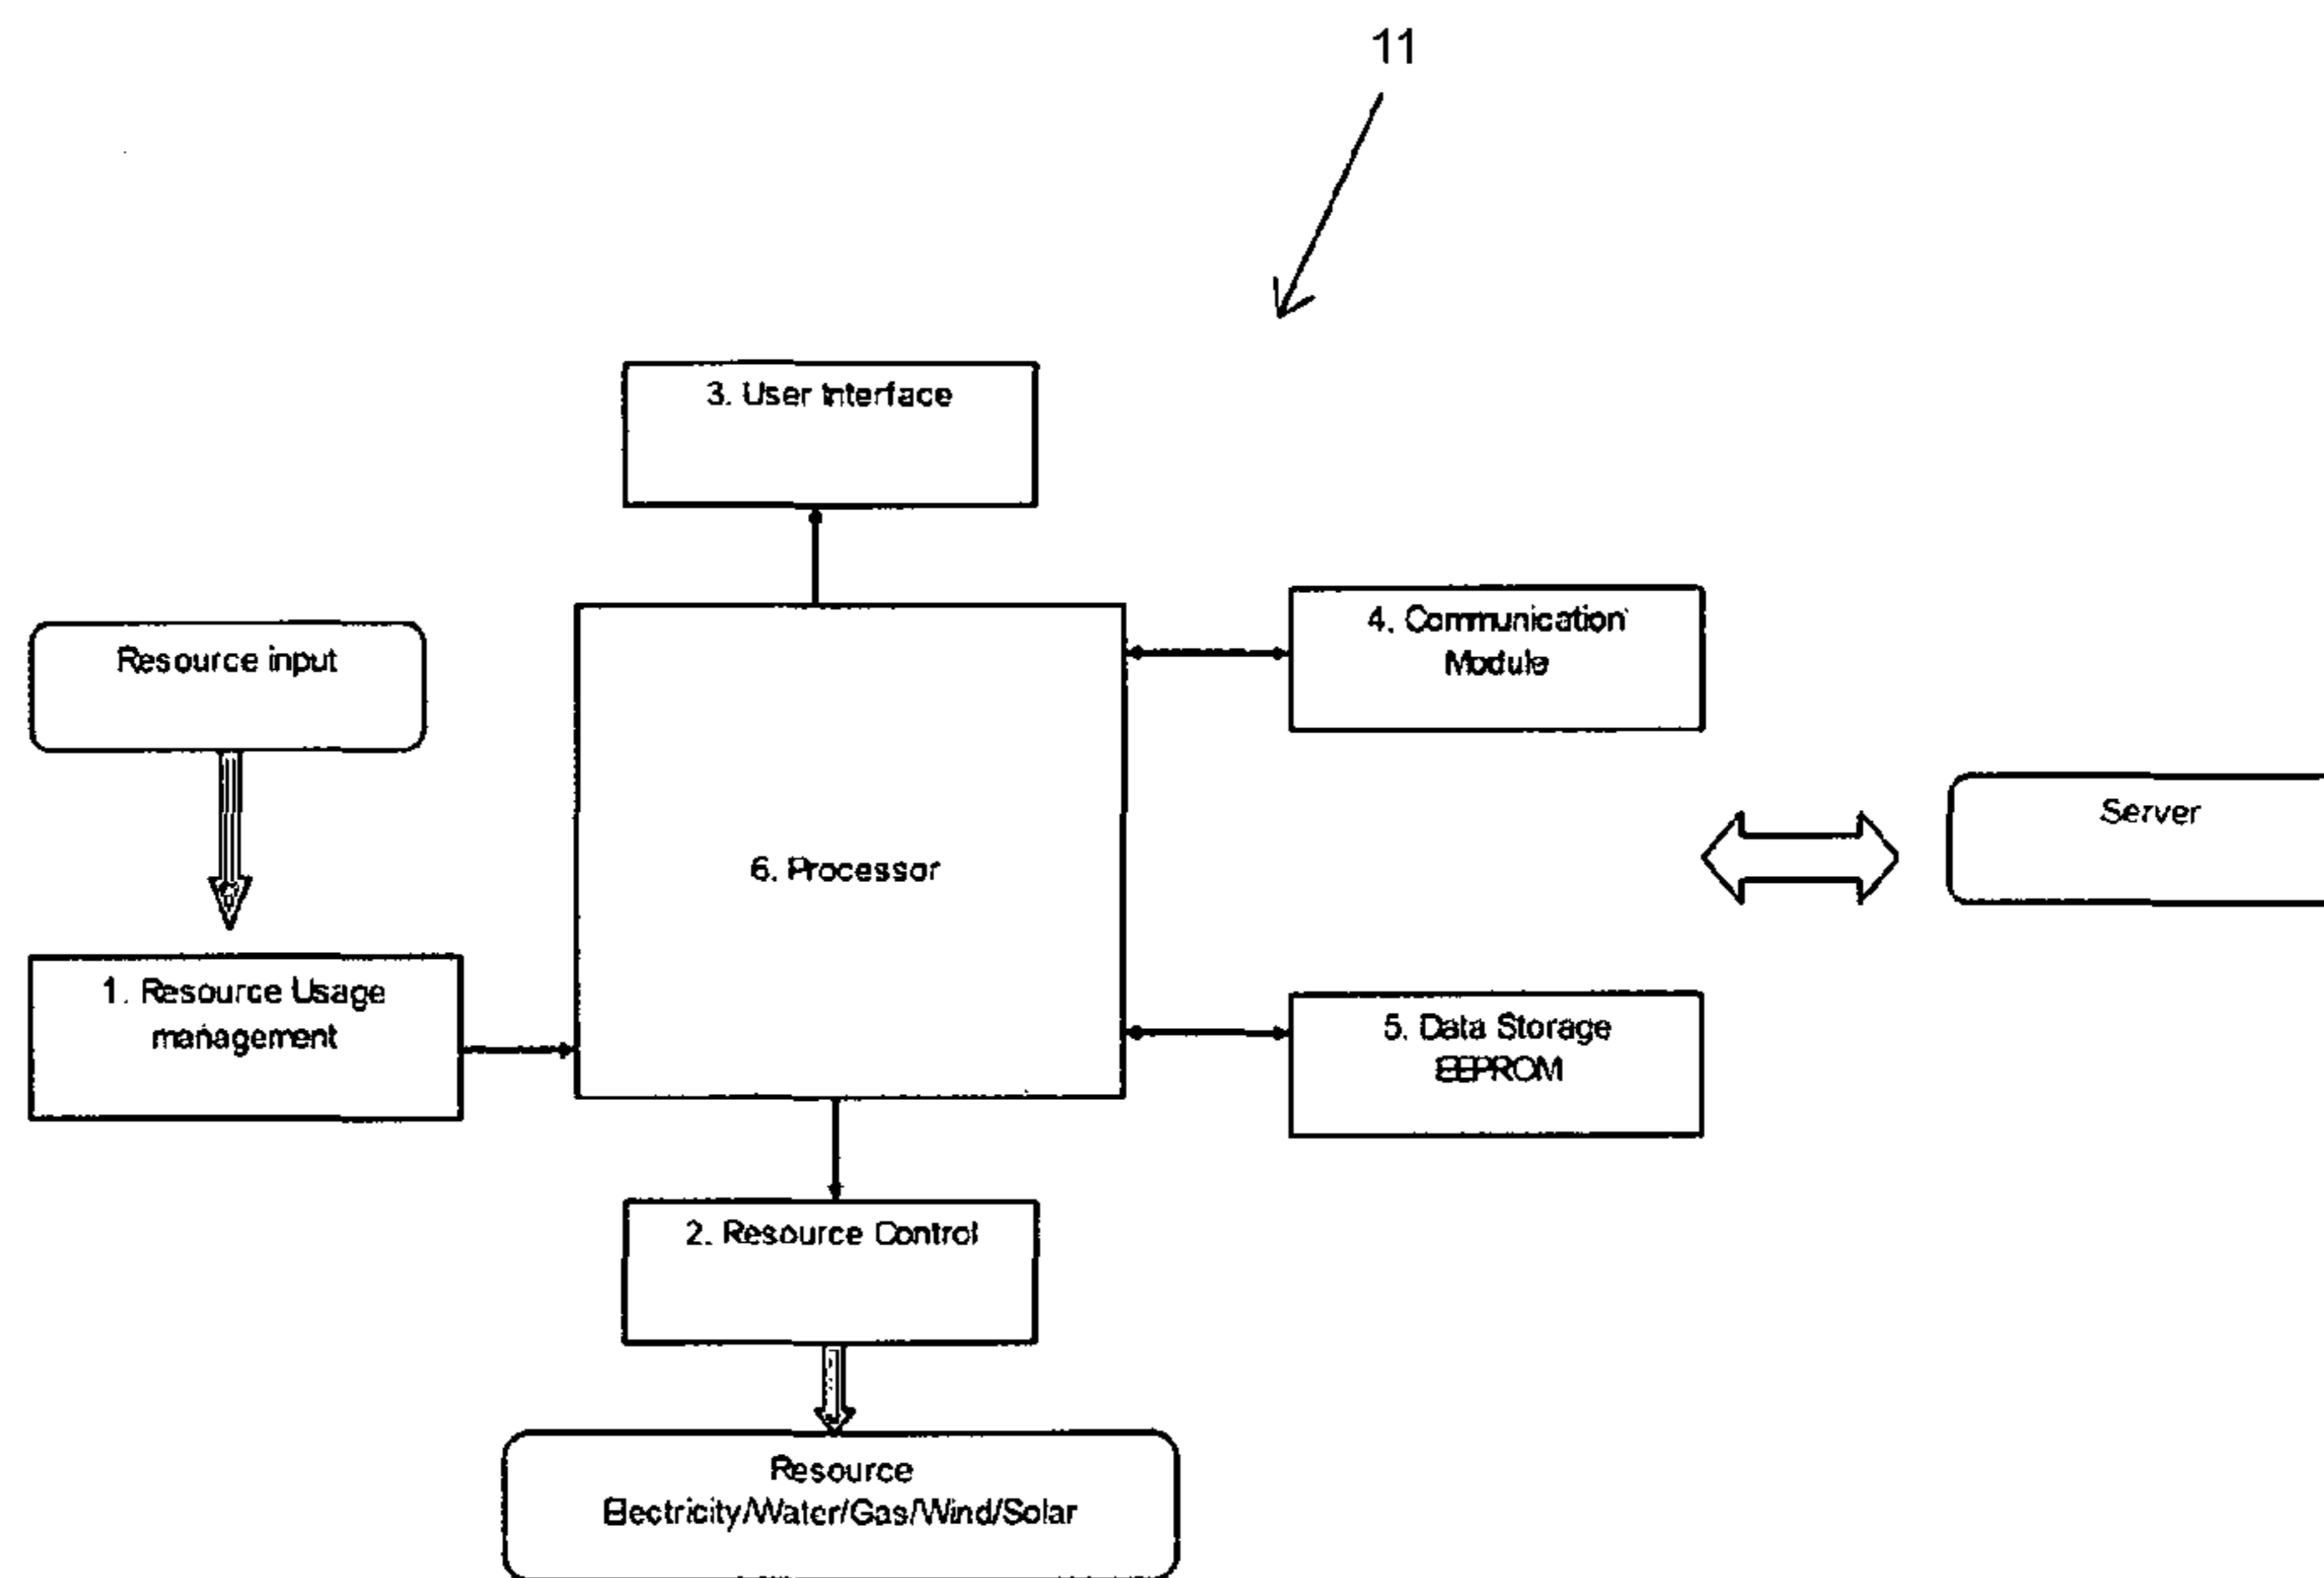 11
3. User Interface
4. Communication
Module
Resource input
Server
6. Processor
1. Resource Usage
management
5. Data Storage
EEPROM
2. Resource Control
Resource
Electricity/Water/Gas/Wind/Solar